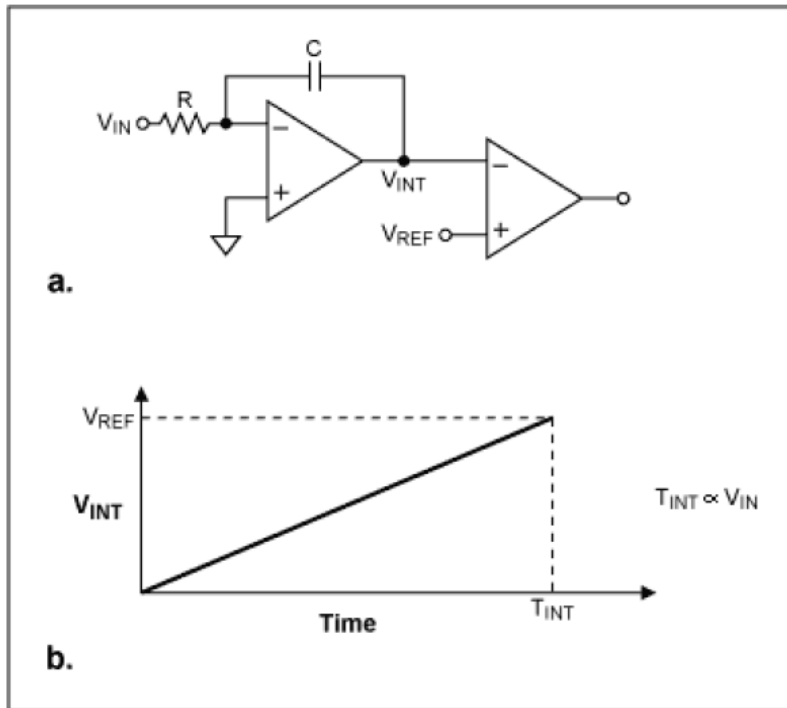 C
R
V_IN
−
+
V_INT
−
V_REF
+
a.
V_REF
V_INT
T_INT ∝ V_IN
T_INT
Time
b.